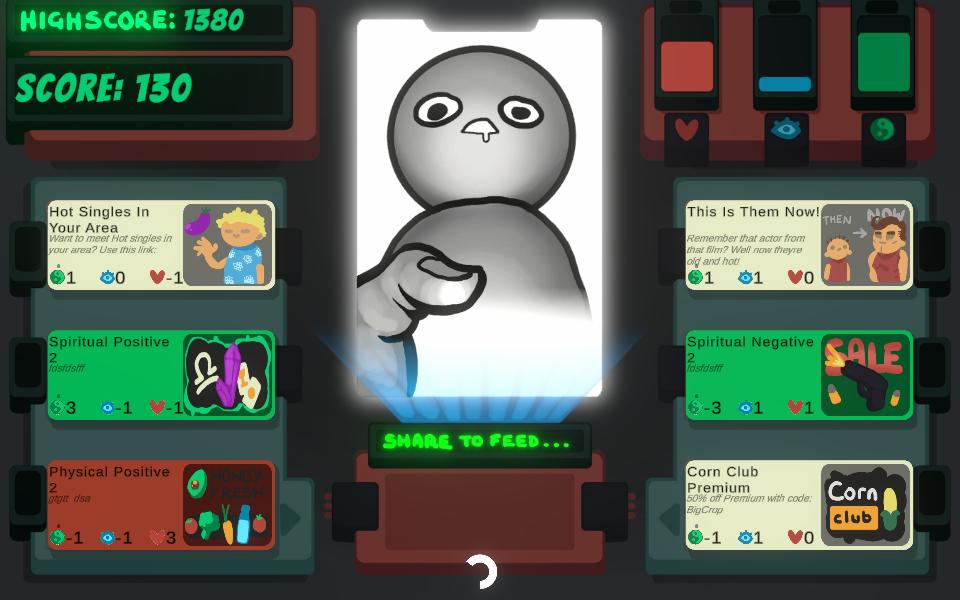 HIGHSCORE: 1380
SCORE: 130
Hot Singles In
Your Area
Want to meet Hot singles in
your area? Use this link:
1 0 -1
Spiritual Positive
2
fdsfdsfff
3 -1 -1
Physical Positive
2
gtgtt dsa
-1 -1 3
HONEY
FRESH
SHARE TO FEED...
This Is Them Now!
Remember that actor from
that film? Well now theyre
old and hot!
1 1 0
THEN NOW
Spiritual Negative
2
fdsfdsfff
-3 1 1
SALE
Corn Club
Premium
50% off Premium with code:
BigCrop
-1 1 0
Corn
club